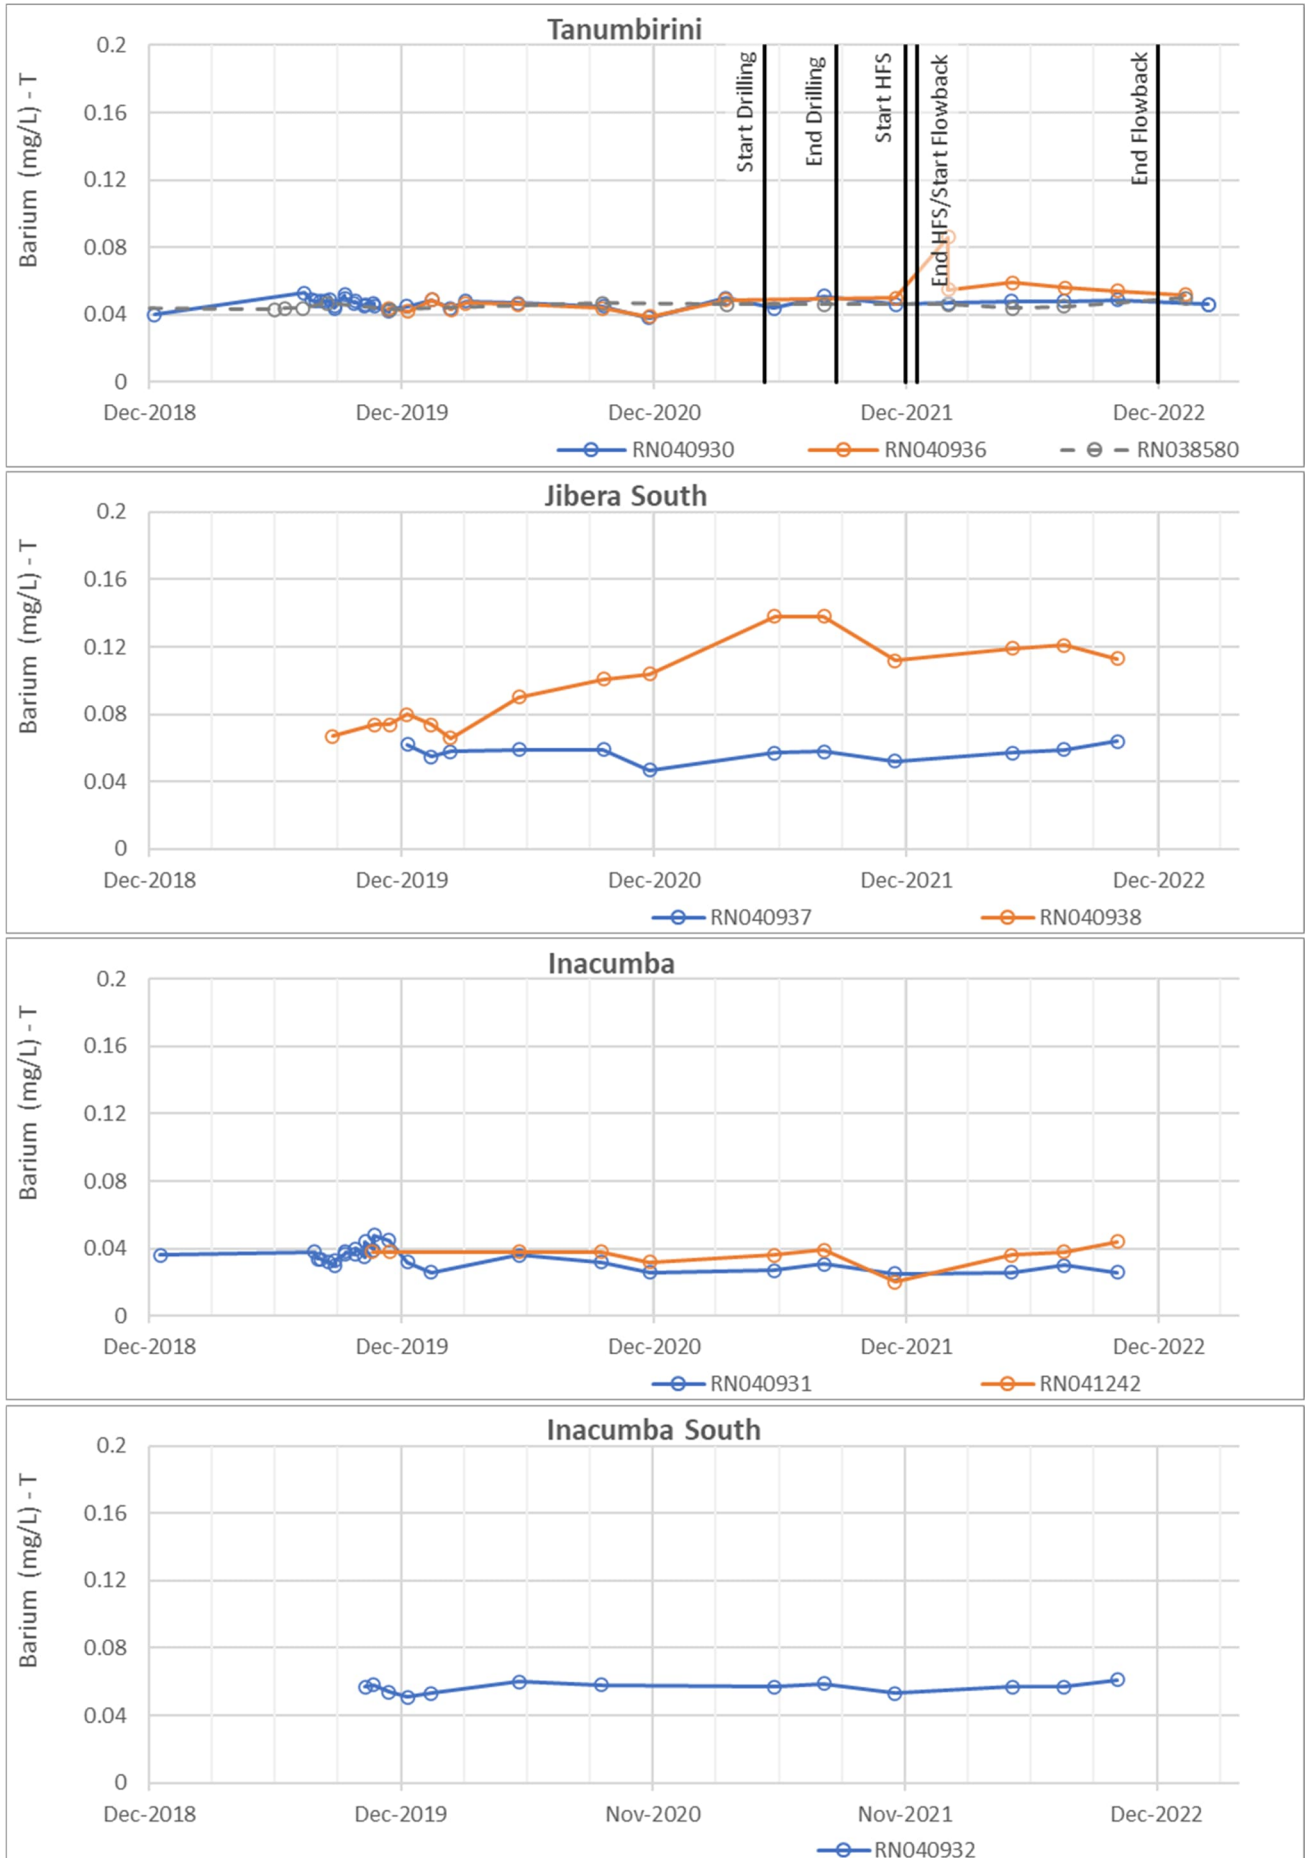 Tanumbirini
Barium (mg/L) - T
0.2
0.16
0.12
0.08
0.04
0
Start Drilling
End Drilling
Start HFS
End HFS/Start Flowback
End Flowback
Dec-2018 Dec-2019 Dec-2020 Dec-2021 Dec-2022
RN040930 RN040936 RN038580
Jibera South
Barium (mg/L) - T
0.2
0.16
0.12
0.08
0.04
0
Dec-2018 Dec-2019 Dec-2020 Dec-2021 Dec-2022
RN040937 RN040938
Inacumba
Barium (mg/L) - T
0.2
0.16
0.12
0.08
0.04
0
Dec-2018 Dec-2019 Dec-2020 Dec-2021 Dec-2022
RN040931 RN041242
Inacumba South
Barium (mg/L) - T
0.2
0.16
0.12
0.08
0.04
0
Dec-2018 Dec-2019 Nov-2020 Nov-2021 Dec-2022
RN040932